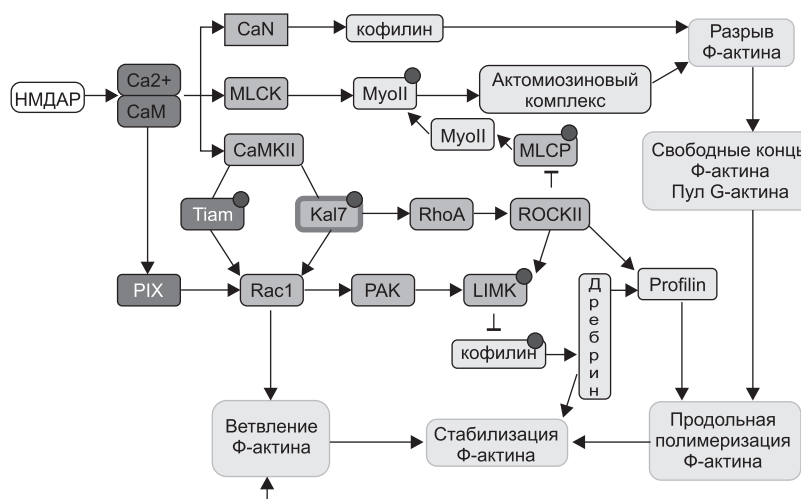 CaN
кофилин
Разрыв
Ф-актина
НМДАР
Ca2+
CaM
MLCK
MyoII
Актомиозиновый
комплекс
MyoII
MLCP
CaMKII
Свободные концы
Ф-актина
Пул G-актина
Tiam
Kal7
RhoA
ROCKII
PIX
Rac1
PAK
LIMK
Дребрин
Profilin
кофилин
Ветвление
Ф-актина
Стабилизация
Ф-актина
Продольная
полимеризация
Ф-актина